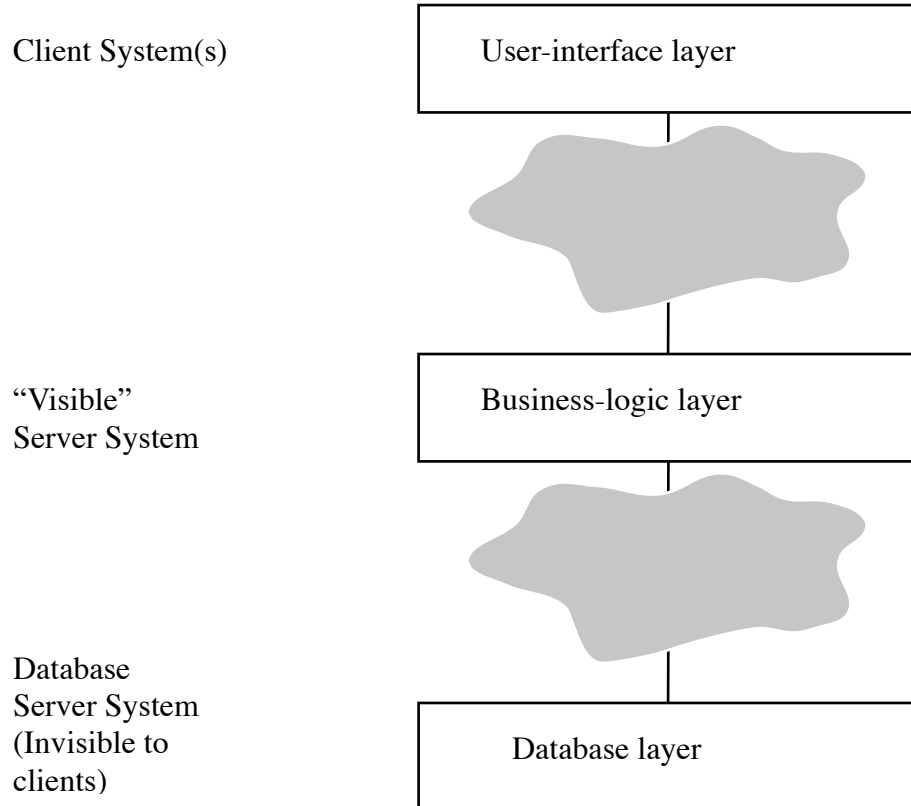 Client System(s)
User-interface layer
“Visible”
Server System
Business-logic layer
Database
Server System
(Invisible to
clients)
Database layer